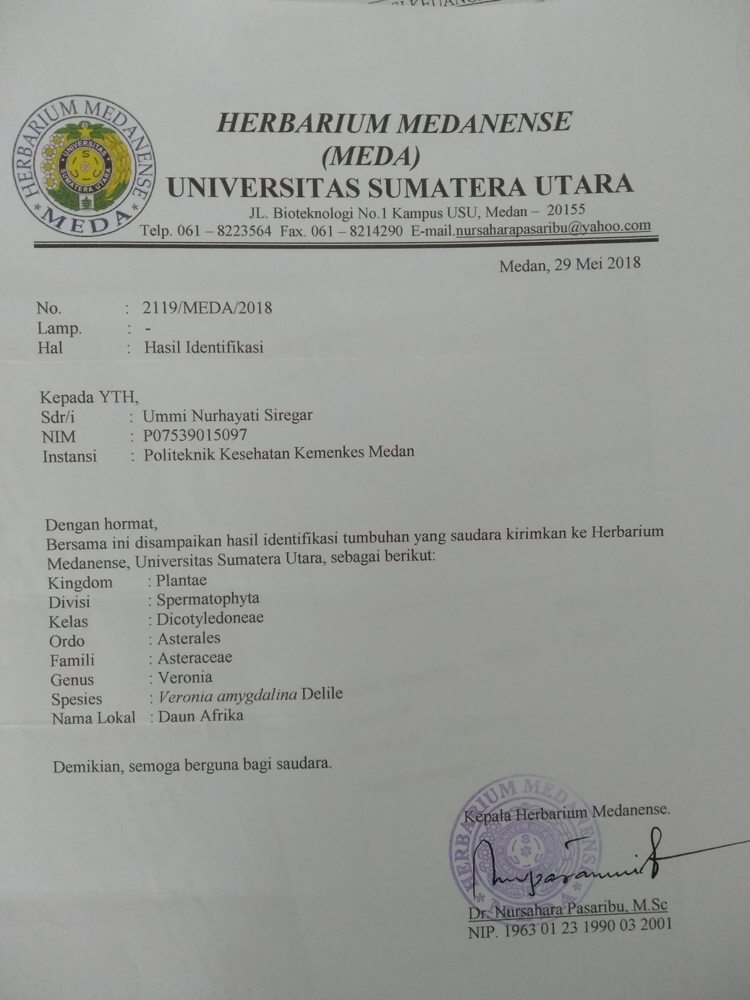 HERBARIUM MEDANENSE
(MEDA)
UNIVERSITAS SUMATERA UTARA
JL. Bioteknologi No.1 Kampus USU, Medan – 20155
Telp. 061 – 8223564 Fax. 061 – 8214290 E-mail.nursaharapasaribu@yahoo.com
HERBARIUM MEDANENSE
* MEDA *
UNIVERSITAS
SUMATERA UTARA
Medan, 29 Mei 2018
No. : 2119/MEDA/2018
Lamp. : -
Hal : Hasil Identifikasi
Kepada YTH,
Sdr/i : Ummi Nurhayati Siregar
NIM : P07539015097
Instansi : Politeknik Kesehatan Kemenkes Medan
Dengan hormat,
Bersama ini disampaikan hasil identifikasi tumbuhan yang saudara kirimkan ke Herbarium
Medanense, Universitas Sumatera Utara, sebagai berikut:
Kingdom : Plantae
Divisi : Spermatophyta
Kelas : Dicotyledoneae
Ordo : Asterales
Famili : Asteraceae
Genus : Veronia
Spesies : Veronia amygdalina Delile
Nama Lokal : Daun Afrika
Demikian, semoga berguna bagi saudara.
Kepala Herbarium Medanense.
HERBARIUM MEDANENSE
Dr. Nursahara Pasaribu, M.Sc
NIP. 1963 01 23 1990 03 2001